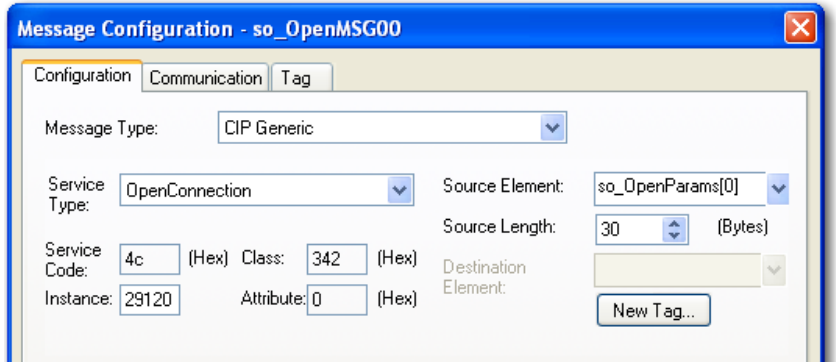 Message Configuration - so_OpenMSG00
Configuration Communication Tag
Message Type: CIP Generic
Service Type: OpenConnection
Source Element: so_OpenParams[0]
Source Length: 30 (Bytes)
Service Code: 4c (Hex) Class: 342 (Hex)
Destination Element:
Instance: 29120 Attribute: 0 (Hex)
New Tag...